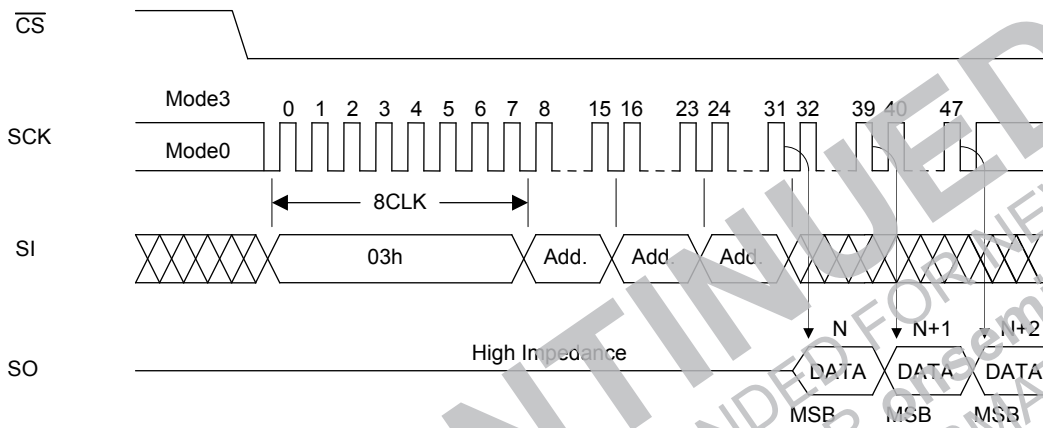 CS
Mode3
0 1 2 3 4 5 6 7 8 15 16 23 24 31 32 39 40 47
SCK
Mode0
8CLK
SI
03h Add. Add. Add.
N N+1 N+2
High Impedance
SO
DATA DATA DATA
MSB MSB MSB